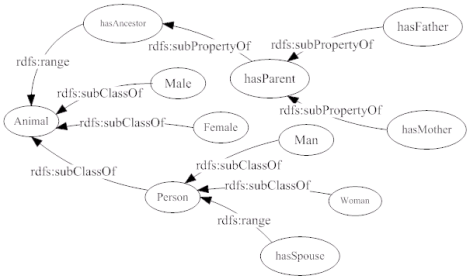 hasAncestor
hasFather
rdfs:subPropertyOf
rdfs:subPropertyOf
rdfs:range
hasParent
Male
rdfs:subClassOf
rdfs:subPropertyOf
Animal
rdfs:subClassOf
Female
hasMother
Man
rdfs:subClassOf
rdfs:subClassOf
Person
rdfs:subClassOf
Woman
rdfs:range
hasSpouse